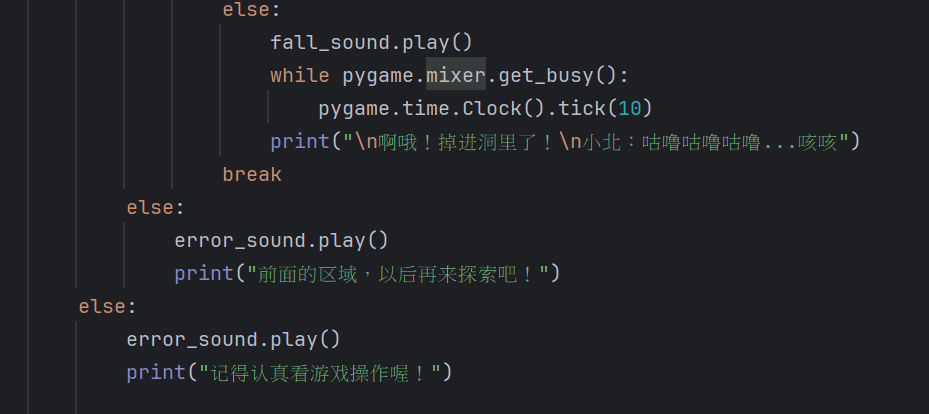 else:
fall_sound.play()
while pygame.mixer.get_busy():
pygame.time.Clock().tick(10)
print("\n啊哦！掉进洞里了！\n小北：咕噜咕噜咕噜...咳咳")
break
else:
error_sound.play()
print("前面的区域，以后再来探索吧！")
else:
error_sound.play()
print("记得认真看游戏操作喔！")